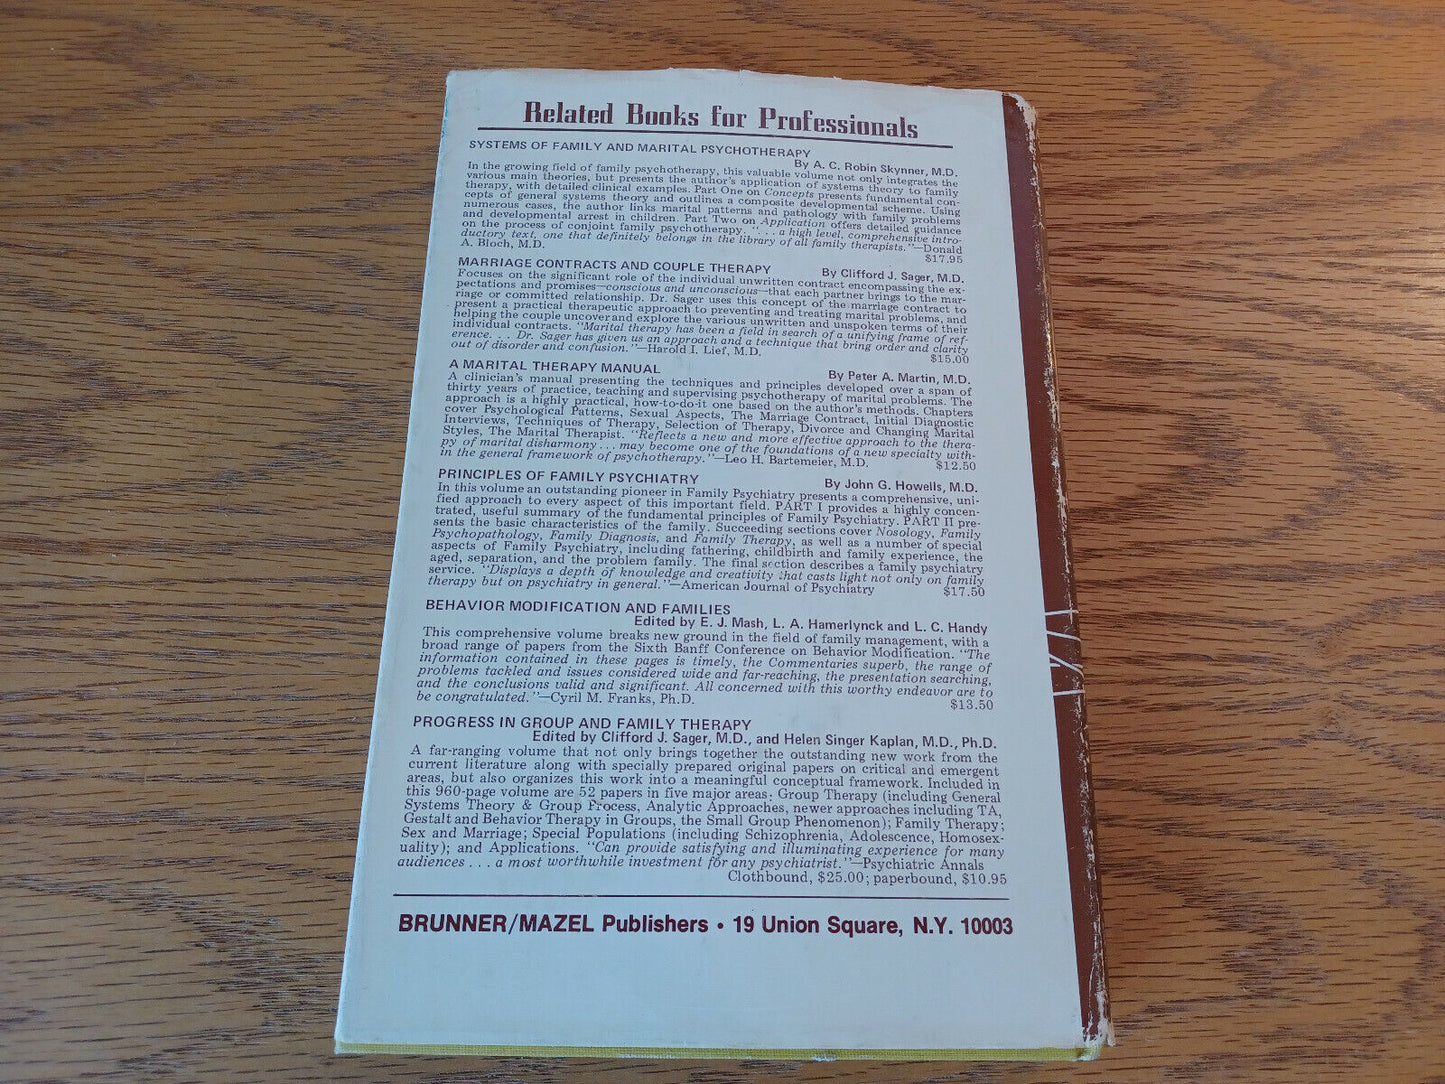 Related Books for Professionals
SYSTEMS OF FAMILY AND MARITAL PSYCHOTHERAPY
By A. C. Robin Skynner, M.D.
In the growing field of family psychotherapy, this valuable volume not only integrates the
various main theories, but presents the author's application of systems theory to family
therapy, with detailed clinical examples. Part One on Concepts presents fundamental con-
cepts of general systems theory and outlines a composite developmental scheme. Using
numerous cases, the author links marital patterns and pathology with family problems
and developmental arrest in children. Part Two on Application offers detailed guidance
on the process of conjoint family psychotherapy. ". . . a high level, comprehensive intro-
ductory text, one that definitely belongs in the library of all family therapists."—Donald
A. Bloch, M.D.
$17.95
MARRIAGE CONTRACTS AND COUPLE THERAPY By Clifford J. Sager, M.D.
Focuses on the significant role of the individual unwritten contract encompassing the ex-
pectations and promises—conscious and unconscious—that each partner brings to the mar-
riage or committed relationship. Dr. Sager uses this concept of the marriage contract to
present a practical therapeutic approach to preventing and treating marital problems, and
helping the couple uncover and explore the various unwritten and unspoken terms of their
individual contracts. "Marital therapy has been a field in search of a unifying frame of ref-
erence. . . Dr. Sager has given us an approach and a technique that bring order and clarity
out of disorder and confusion."—Harold I. Lief, M.D. $15.00
A MARITAL THERAPY MANUAL By Peter A. Martin, M.D.
A clinician's manual presenting the techniques and principles developed over a span of
thirty years of practice, teaching and supervising psychotherapy of marital problems. The
approach is a highly practical, how-to-do-it one based on the author's methods. Chapters
cover Psychological Patterns, Sexual Aspects, The Marriage Contract, Initial Diagnostic
Interviews, Techniques of Therapy, Selection of Therapy, Divorce and Changing Marital
Styles, The Marital Therapist. "Reflects a new and more effective approach to the thera-
py of marital disharmony . . . may become one of the foundations of a new specialty with-
in the general framework of psychotherapy."—Leo H. Bartemeier, M.D. $12.50
PRINCIPLES OF FAMILY PSYCHIATRY By John G. Howells, M.D.
In this volume an outstanding pioneer in Family Psychiatry presents a comprehensive, uni-
fied approach to every aspect of this important field. PART I provides a highly concen-
trated, useful summary of the fundamental principles of Family Psychiatry. PART II pre-
sents the basic characteristics of the family. Succeeding sections cover Nosology, Family
Psychopathology, Family Diagnosis, and Family Therapy, as well as a number of special
aspects of Family Psychiatry, including fathering, childbirth and family experience, the
aged, separation, and the problem family. The final section describes a family psychiatry
service. "Displays a depth of knowledge and creativity that casts light not only on family
therapy but on psychiatry in general."—American Journal of Psychiatry $17.50
BEHAVIOR MODIFICATION AND FAMILIES
Edited by E. J. Mash, L. A. Hamerlynck and L. C. Handy
This comprehensive volume breaks new ground in the field of family management, with a
broad range of papers from the Sixth Banff Conference on Behavior Modification. "The
information contained in these pages is timely, the Commentaries superb, the range of
problems tackled and issues considered wide and far-reaching, the presentation searching,
and the conclusions valid and significant. All concerned with this worthy endeavor are to
be congratulated."—Cyril M. Franks, Ph.D. $13.50
PROGRESS IN GROUP AND FAMILY THERAPY
Edited by Clifford J. Sager, M.D., and Helen Singer Kaplan, M.D., Ph.D.
A far-ranging volume that not only brings together the outstanding new work from the
current literature along with specially prepared original papers on critical and emergent
areas, but also organizes this work into a meaningful conceptual framework. Included in
this 960-page volume are 52 papers in five major areas: Group Therapy (including General
Systems Theory & Group Process, Analytic Approaches, newer approaches including TA,
Gestalt and Behavior Therapy in Groups, the Small Group Phenomenon); Family Therapy;
Sex and Marriage; Special Populations (including Schizophrenia, Adolescence, Homosex-
uality); and Applications. "Can provide satisfying and illuminating experience for many
audiences . . . a most worthwhile investment for any psychiatrist."—Psychiatric Annals
Clothbound, $25.00; paperbound, $10.95
BRUNNER/MAZEL Publishers • 19 Union Square, N.Y. 10003